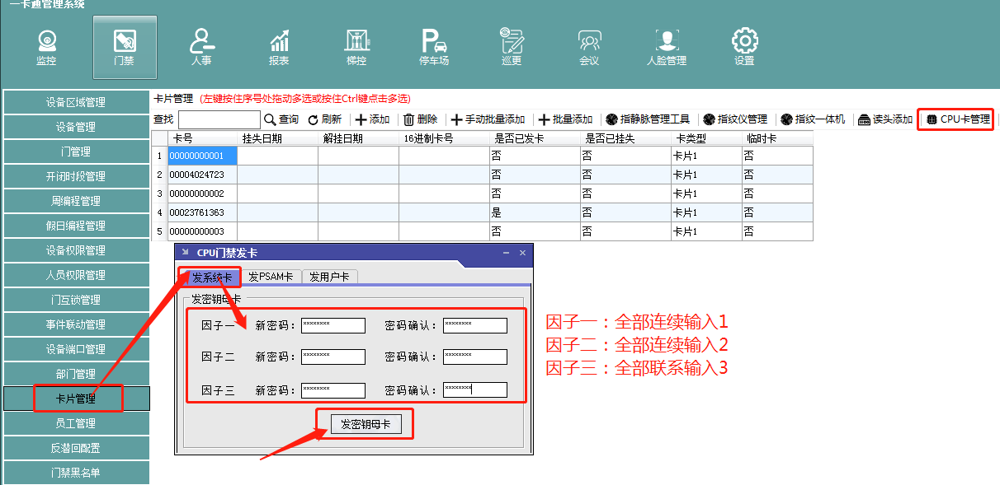 一卡通管理系统
监控 门禁 人事 报表 梯控 停车场 巡更 会议 人脸管理 设置
设备区域管理
设备管理
门管理
开闭时段管理
周编程管理
假日编程管理
设备权限管理
人员权限管理
门互锁管理
事件联动管理
设备端口管理
部门管理
卡片管理
员工管理
反潜回配置
门禁黑名单
卡片管理 (左键按住序号处拖动多选或按住Ctrl键点击多选)
查找 查询 刷新 添加 删除 手动批量添加 批量添加 指静脉管理工具 指纹仪管理 指纹一体机 读头添加 CPU卡管理
卡号 挂失日期 解挂日期 16进制卡号 是否已发卡 是否已挂失 卡类型 临时卡
1 00000000001 否 否 卡片1 否
2 00004024723 否 否 卡片1 否
3 00000000002 否 否 卡片1 否
4 00023761363 是 否 卡片1 否
5 00000000003 否 否 卡片1 否
CPU门禁发卡
发系统卡 发PSAM卡 发用户卡
发密钥母卡
因子一 新密码： ******** 密码确认： ********
因子二 新密码： ******** 密码确认： ********
因子三 新密码： ******** 密码确认： ********
发密钥母卡
因子一：全部连续输入1
因子二：全部连续输入2
因子三：全部联系输入3